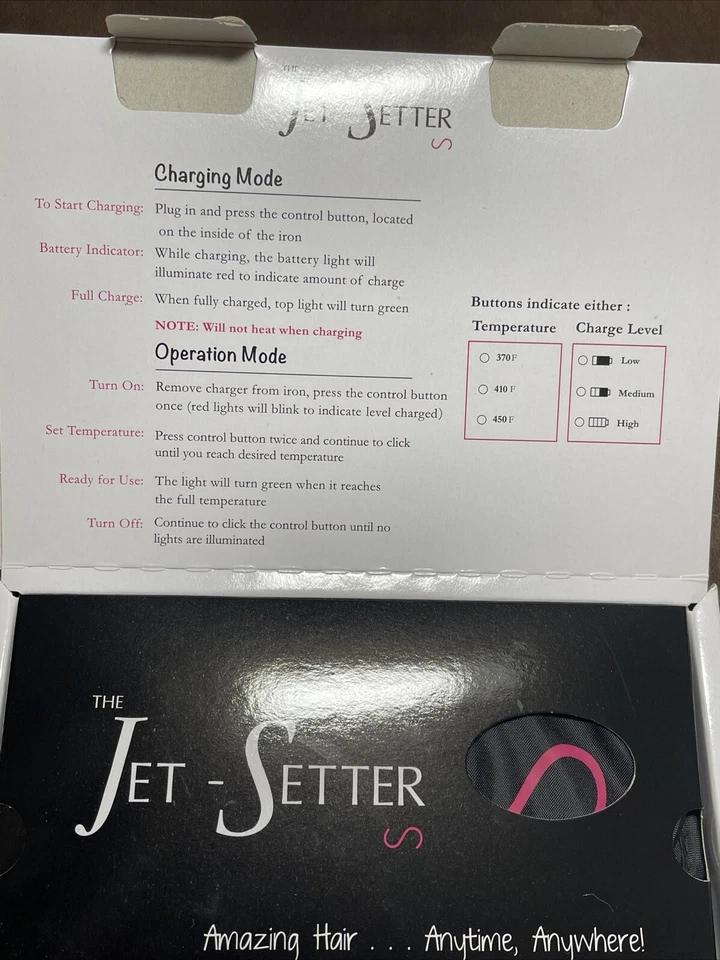 THE
JET-SETTER
S
Charging Mode
To Start Charging: Plug in and press the control button, located
on the inside of the iron
Battery Indicator: While charging, the battery light will
illuminate red to indicate amount of charge
Full Charge: When fully charged, top light will turn green
NOTE: Will not heat when charging
Operation Mode
Turn On: Remove charger from iron, press the control button
once (red lights will blink to indicate level charged)
Set Temperature: Press control button twice and continue to click
until you reach desired temperature
Ready for Use: The light will turn green when it reaches
the full temperature
Turn Off: Continue to click the control button until no
lights are illuminated
Buttons indicate either :
Temperature Charge Level
370F Low
410 F Medium
450 F High
THE
JET-SETTER
S
Amazing Hair . . . Anytime, Anywhere!